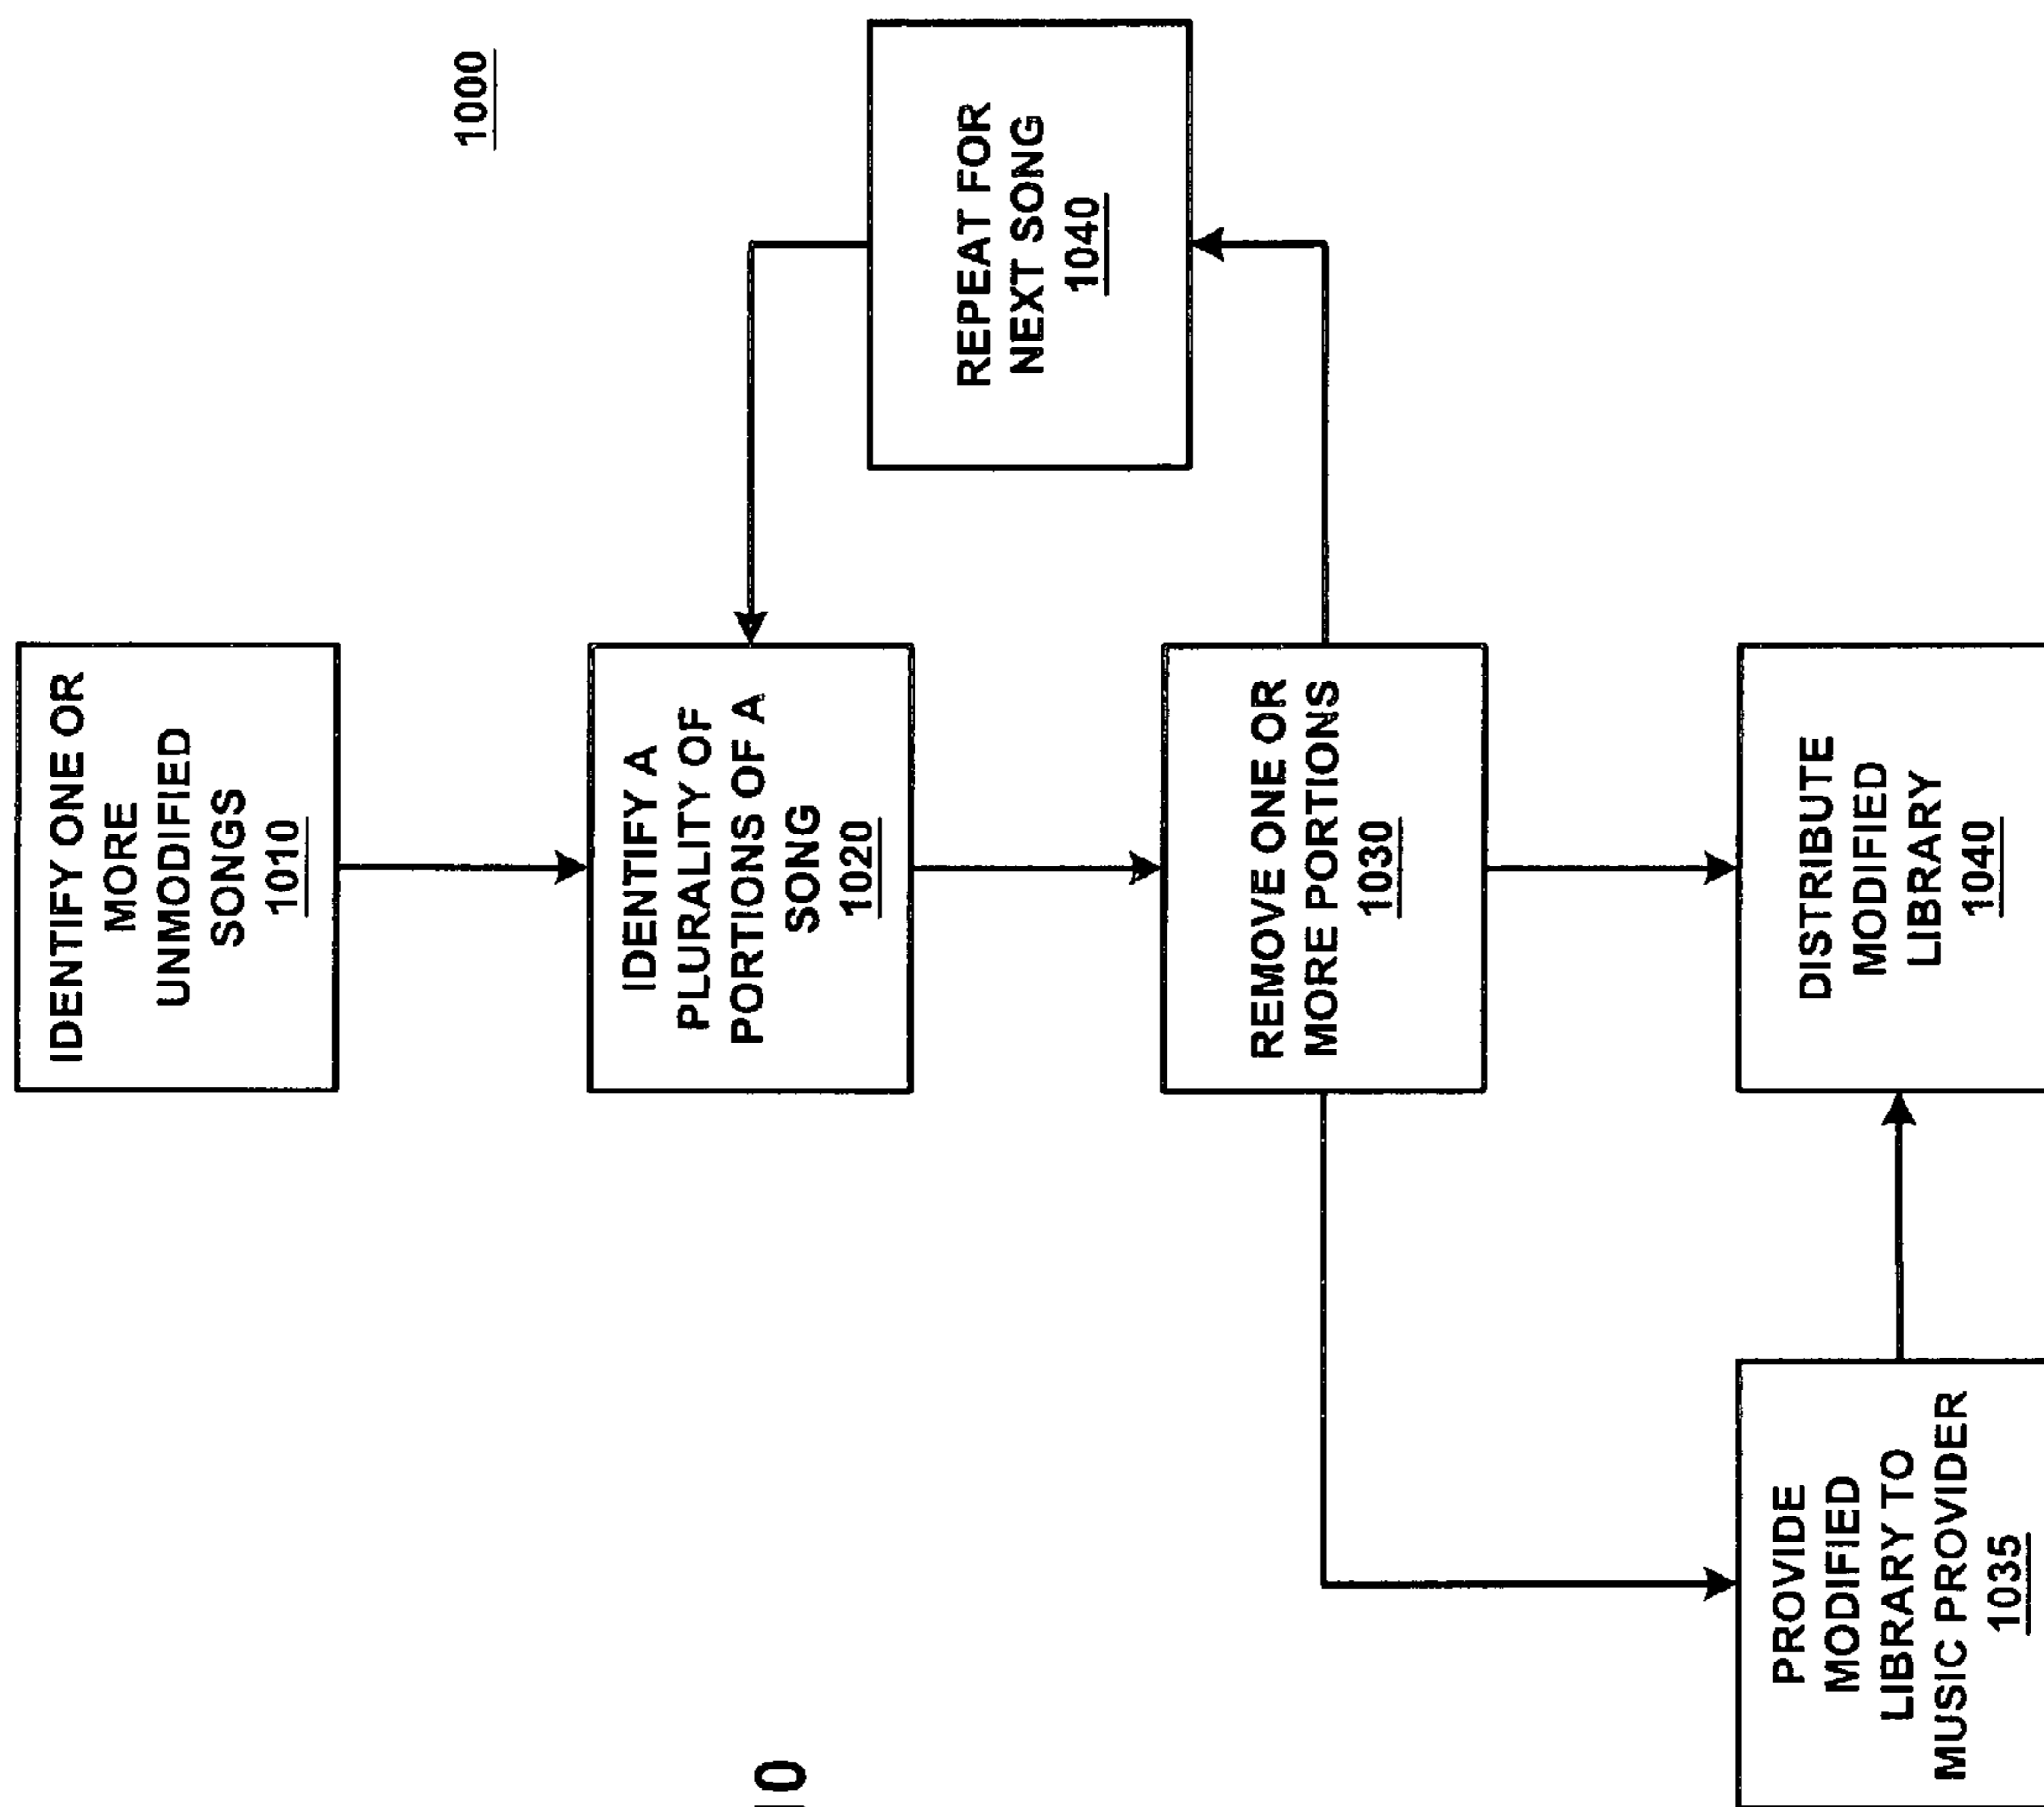 1000
IDENTIFY ONE OR
MORE
UNMODIFIED
SONGS
1010
IDENTIFY A
PLURALITY OF
PORTIONS OF A
SONG
1020
REPEAT FOR
NEXT SONG
1040
REMOVE ONE OR
MORE PORTIONS
1030
DISTRIBUTE
MODIFIED
LIBRARY
1040
PROVIDE
MODIFIED
LIBRARY TO
MUSIC PROVIDER
1035
10